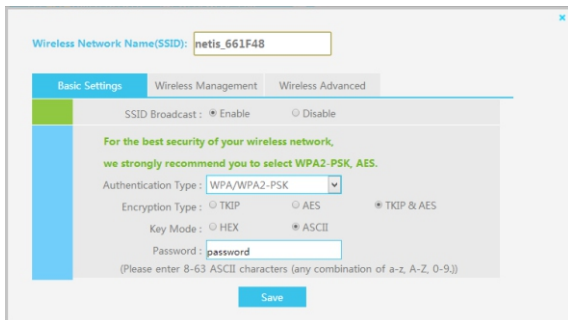 Wireless Network Name(SSID): netis_661F48
Basic Settings Wireless Management Wireless Advanced
SSID Broadcast : Enable Disable
For the best security of your wireless network,
we strongly recommend you to select WPA2-PSK, AES.
Authentication Type : WPA/WPA2-PSK
Encryption Type : TKIP AES TKIP & AES
Key Mode : HEX ASCII
Password : password
(Please enter 8-63 ASCII characters (any combination of a-z, A-Z, 0-9.))
Save